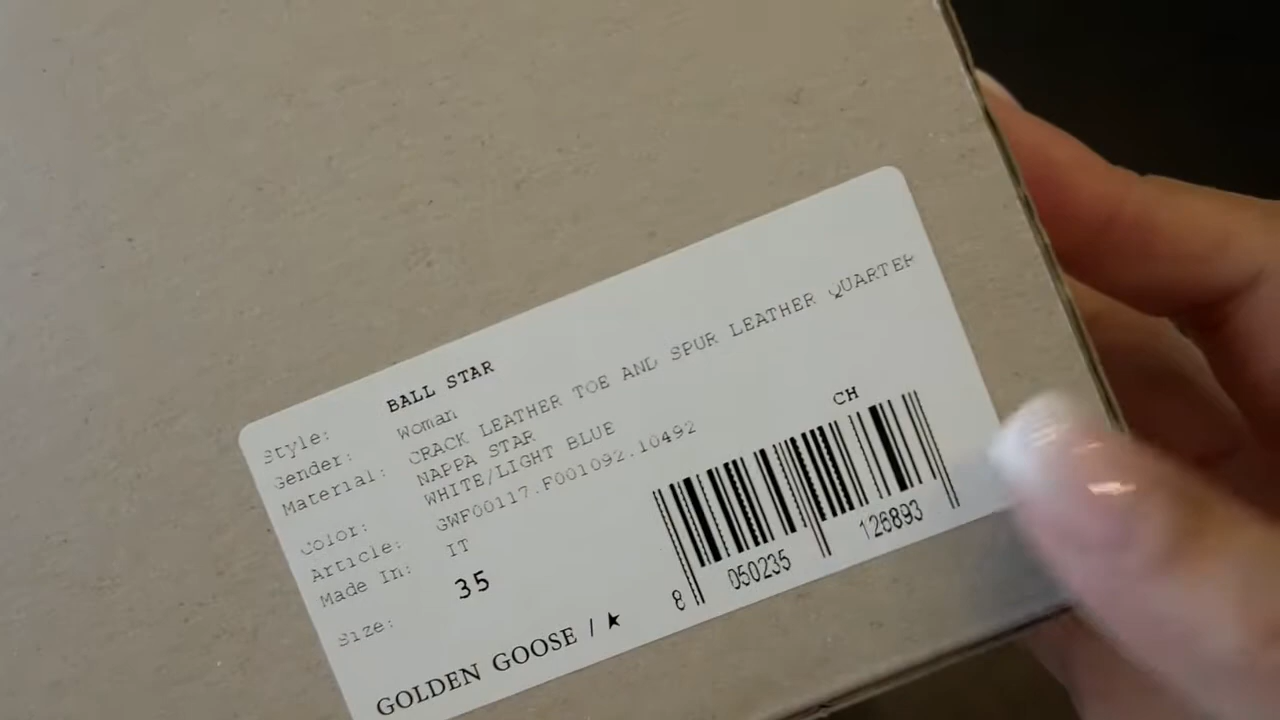 Style: BALL STAR
Gender: Woman
Material: CRACK LEATHER TOE AND SPUR LEATHER QUARTER
NAPPA STAR
Color: WHITE/LIGHT BLUE
Article: GWF00117.F001092.10492
Made In: IT
Size: 35
CH
8 050235 126893
GOLDEN GOOSE / ★